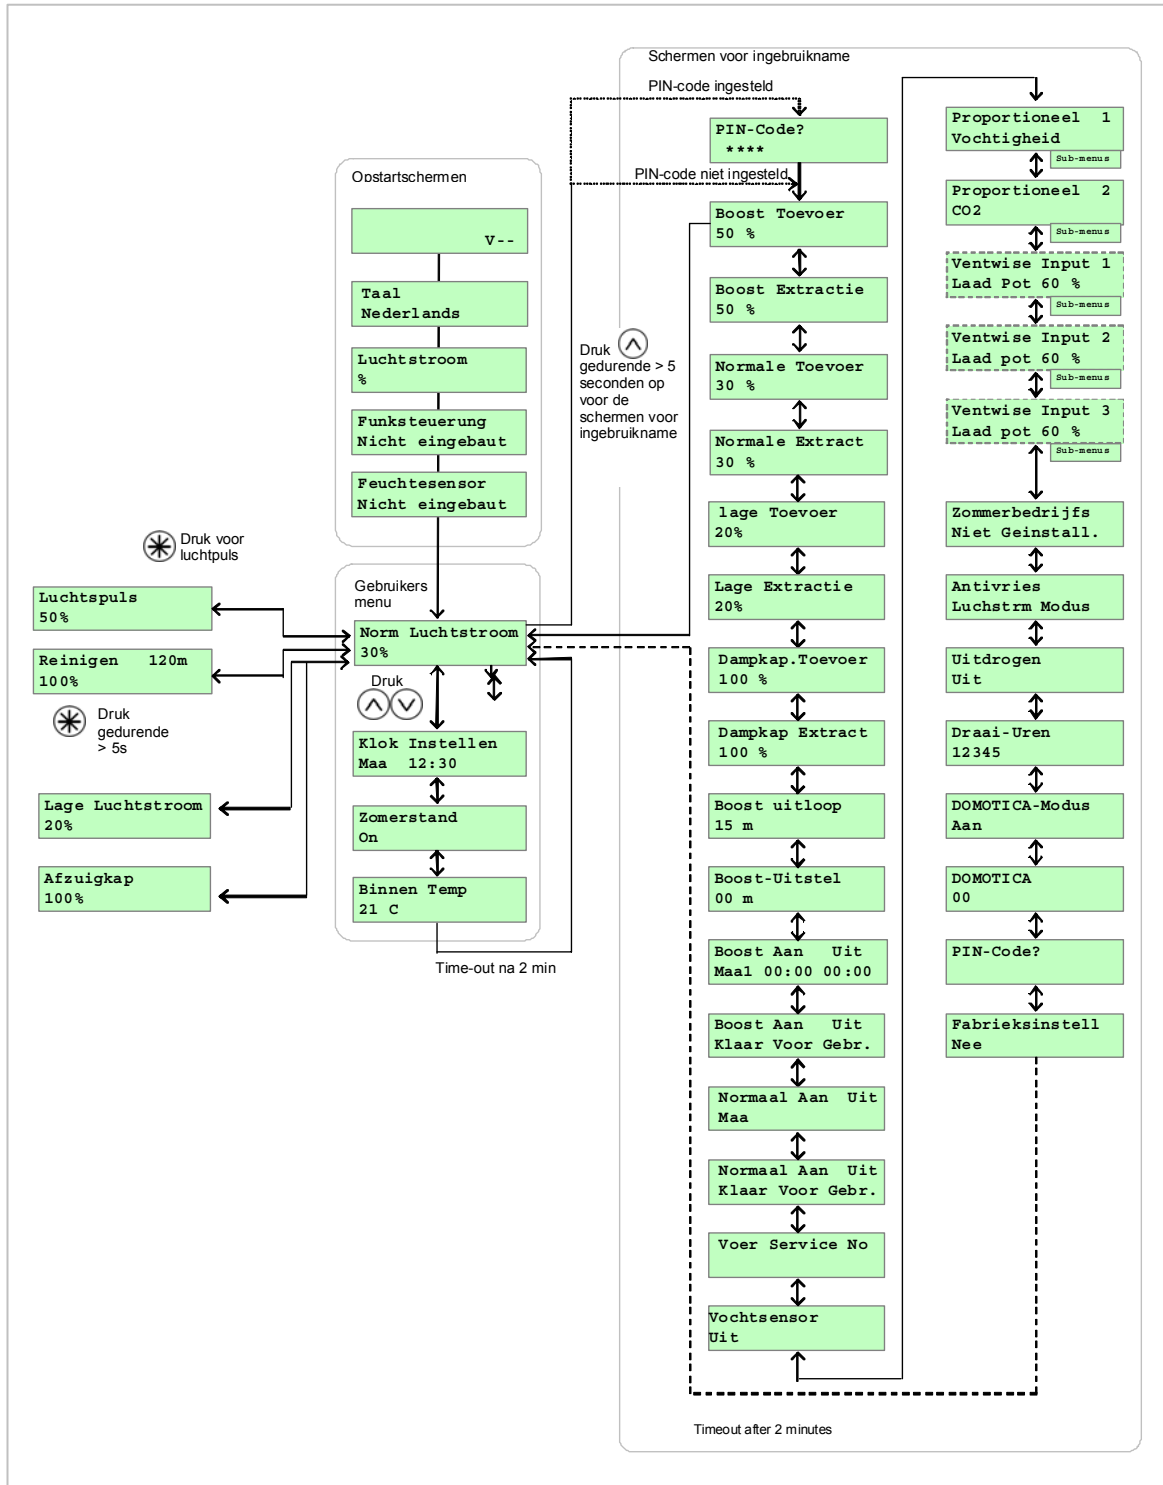 Schermen voor ingebruikname
PIN-code ingesteld
PIN-Code?
****
PIN-code niet ingesteld
Opstartschermen
V--
Taal
Nederlands
Luchtstroom
%
Funksteuerung
Nicht eingebaut
Feuchtesensor
Nicht eingebaut
Druk voor
luchtpuls
Luchtspuls
50%
Reinigen 120m
100%
Druk
gedurende
> 5s
Lage Luchtstroom
20%
Afzuigkap
100%
Gebruikers
menu
Norm Luchtstroom
30%
Druk
Klok Instellen
Maa 12:30
Zomerstand
On
Binnen Temp
21 C
Time-out na 2 min
Druk
gedurende > 5
seconden op
voor de
schermen voor
ingebruikname
Boost Toevoer
50 %
Boost Extractie
50 %
Normale Toevoer
30 %
Normale Extract
30 %
lage Toevoer
20%
Lage Extractie
20%
Dampkap.Toevoer
100 %
Dampkap Extract
100 %
Boost uitloop
15 m
Boost-Uitstel
00 m
Boost Aan Uit
Maa1 00:00 00:00
Boost Aan Uit
Klaar Voor Gebr.
Normaal Aan Uit
Maa
Normaal Aan Uit
Klaar Voor Gebr.
Voer Service No
Vochtsensor
Uit
Proportioneel 1
Vochtigheid
Sub-menus
Proportioneel 2
CO2
Sub-menus
Ventwise Input 1
Laad Pot 60 %
Sub-menus
Ventwise Input 2
Laad pot 60 %
Sub-menus
Ventwise Input 3
Laad pot 60 %
Sub-menus
Zommerbedrijfs
Niet Geinstall.
Antivries
Luchstrm Modus
Uitdrogen
Uit
Draai-Uren
12345
DOMOTICA-Modus
Aan
DOMOTICA
00
PIN-Code?
Fabrieksinstell
Nee
Timeout after 2 minutes